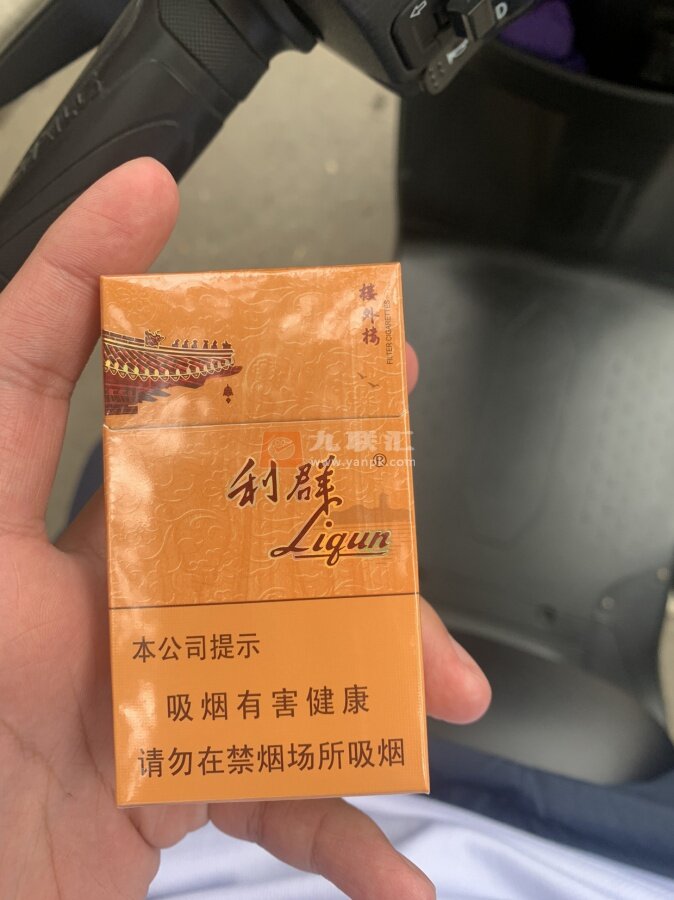 楼外楼
FILTER CIGARETTES
九联汇
www.yanpk.com
利群®
Liqun
本公司提示
吸烟有害健康
请勿在禁烟场所吸烟
D